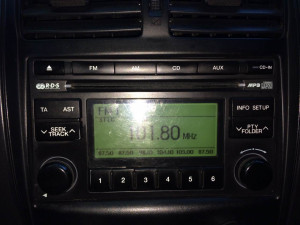 FM AM CD AUX CD-IN
RDS MP3
TA AST INFO SETUP
101.80 MHz
SEEK TRACK
PTY FOLDER
1 2 3 4 5 6